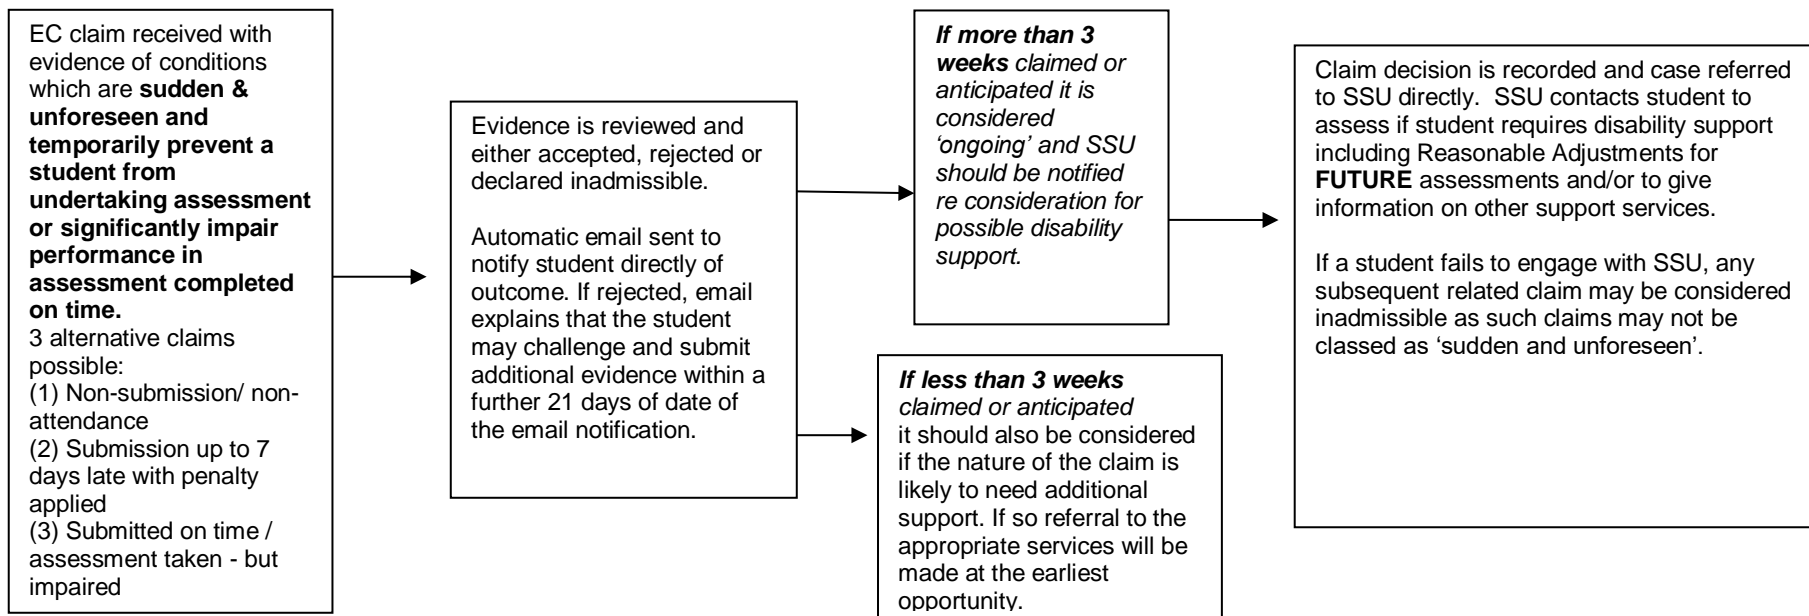 EC claim received with
evidence of conditions
which are sudden &
unforeseen and
temporarily prevent a
student from
undertaking assessment
or significantly impair
performance in
assessment completed
on time.
3 alternative claims
possible:
(1) Non-submission/ non-
attendance
(2) Submission up to 7
days late with penalty
applied
(3) Submitted on time /
assessment taken - but
impaired
Evidence is reviewed and
either accepted, rejected or
declared inadmissible.
Automatic email sent to
notify student directly of
outcome. If rejected, email
explains that the student
may challenge and submit
additional evidence within a
further 21 days of date of
the email notification.
If more than 3
weeks claimed or
anticipated it is
considered
‘ongoing’ and SSU
should be notified
re consideration for
possible disability
support.
If less than 3 weeks
claimed or anticipated
it should also be considered
if the nature of the claim is
likely to need additional
support. If so referral to the
appropriate services will be
made at the earliest
opportunity.
Claim decision is recorded and case referred
to SSU directly.  SSU contacts student to
assess if student requires disability support
including Reasonable Adjustments for
FUTURE assessments and/or to give
information on other support services.
If a student fails to engage with SSU, any
subsequent related claim may be considered
inadmissible as such claims may not be
classed as ‘sudden and unforeseen’.